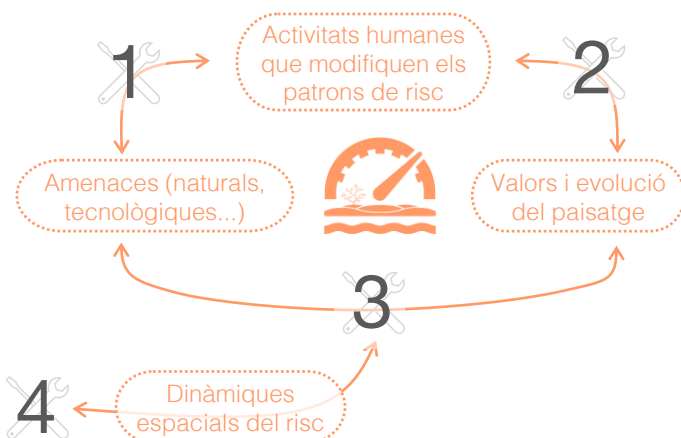 1
Activitats humanes
que modifiquen els
patrons de risc
2
Amenaces (naturals,
tecnològiques...)
Valors i evolució
del paisatge
3
4
Dinàmiques
espacials del risc